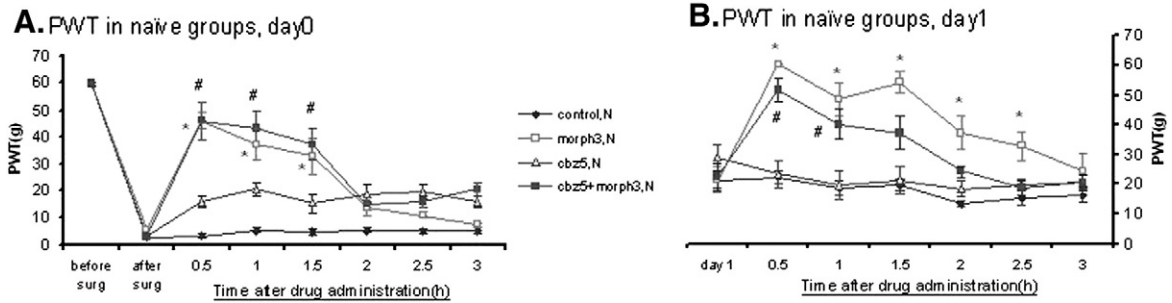 A. PWT in naïve groups, day0
70
60
50
40
30
20
10
0
PWT(g)
# # #
* * *
before surg
after surg
0.5 1 1.5 2 2.5 3
Time after drug administration(h)
control,N
morph3,N
cbz5,N
cbz5+morph3,N
B. PWT in naïve groups, day1
* * * * *
# #
70
60
50
40
30
20
10
0
PWT(g)
day 1 0.5 1 1.5 2 2.5 3
Time after drug administration(h)